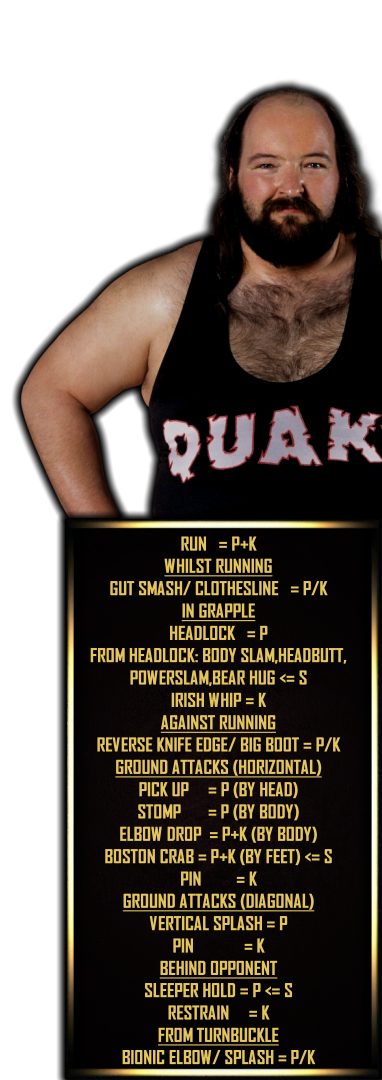 QUAK
RUN = P+K
WHILST RUNNING
GUT SMASH/ CLOTHESLINE = P/K
IN GRAPPLE
HEADLOCK = P
FROM HEADLOCK: BODY SLAM,HEADBUTT,
POWERSLAM,BEAR HUG <= S
IRISH WHIP = K
AGAINST RUNNING
REVERSE KNIFE EDGE/ BIG BOOT = P/K
GROUND ATTACKS (HORIZONTAL)
PICK UP = P (BY HEAD)
STOMP = P (BY BODY)
ELBOW DROP = P+K (BY BODY)
BOSTON CRAB = P+K (BY FEET) <= S
PIN = K
GROUND ATTACKS (DIAGONAL)
VERTICAL SPLASH = P
PIN = K
BEHIND OPPONENT
SLEEPER HOLD = P <= S
RESTRAIN = K
FROM TURNBUCKLE
BIONIC ELBOW/ SPLASH = P/K